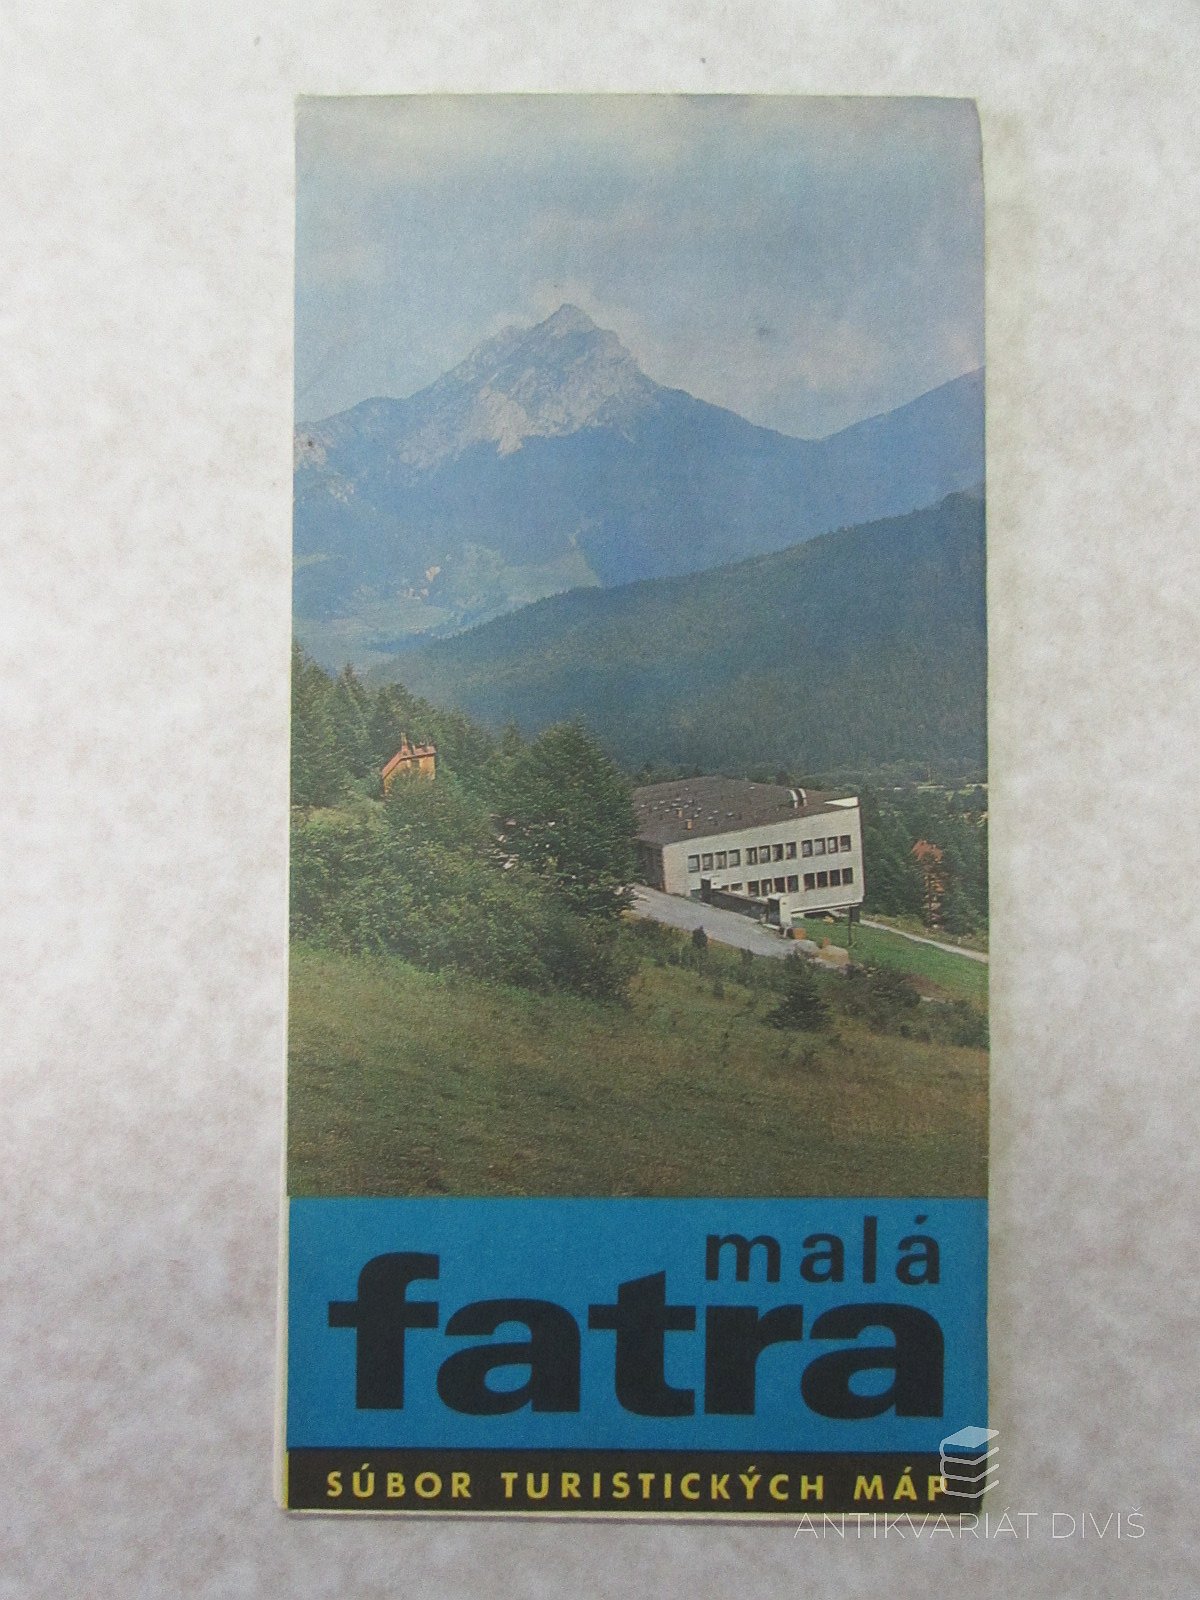 malá
fatra
SÚBOR TURISTICKÝCH MÁP
ANTIKVARIÁT DIVIŠ